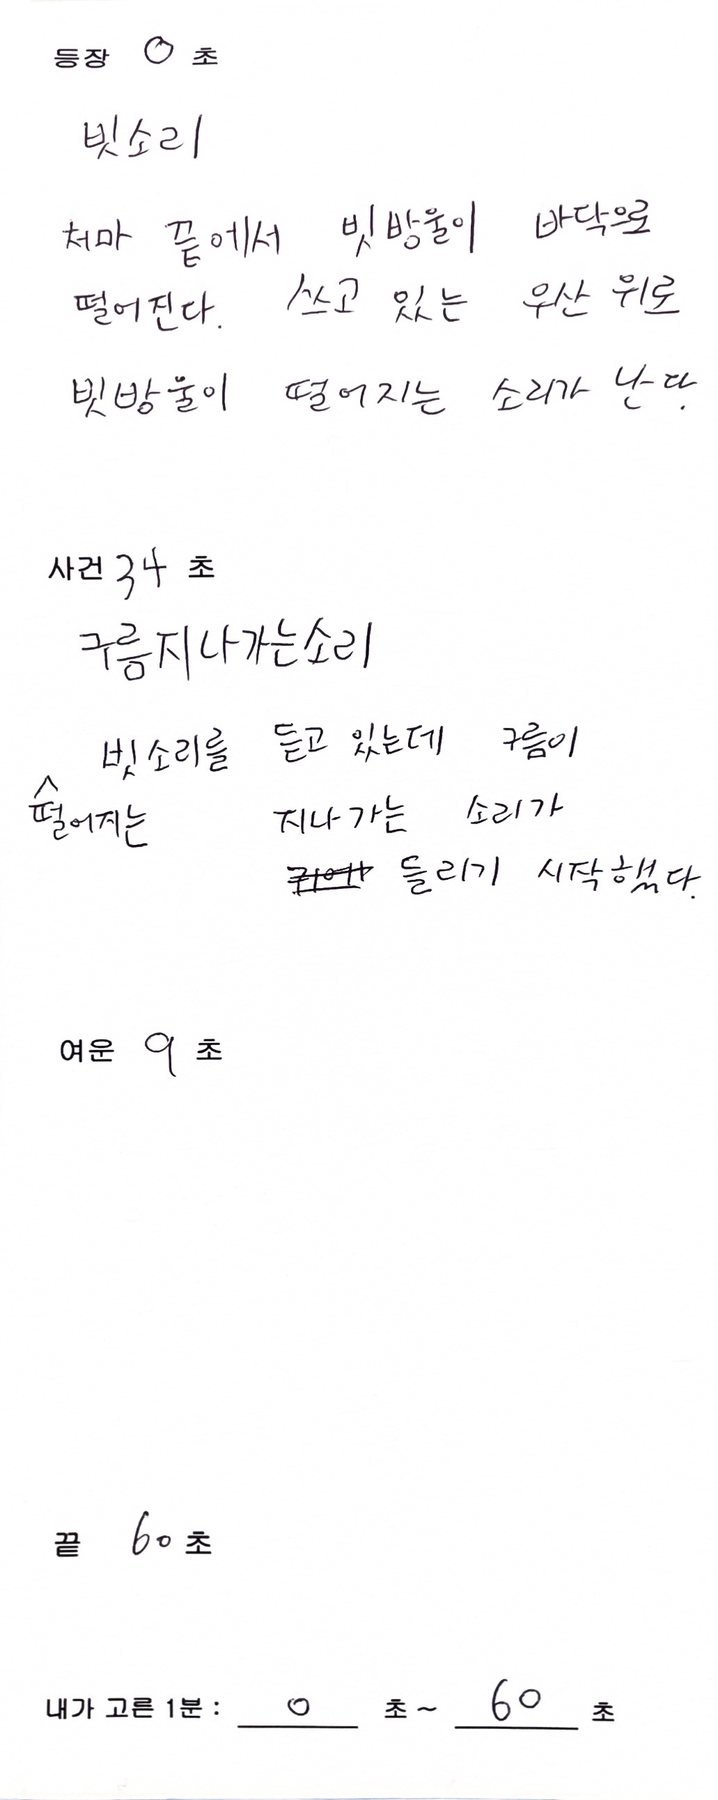 등장 0 초
빗소리
처마 끝에서 빗방울이 바닥으로
떨어진다. 쓰고 있는 우산 위로
빗방울이 떨어지는 소리가 난다.
사건 34 초
구름지나가는소리
빗소리를 듣고 있는데 구름이
^
떨어지는 지나가는 소리가
들리기 시작했다.
여운 9 초
끝 60 초
내가 고른 1분 : 0 초 ~ 60 초